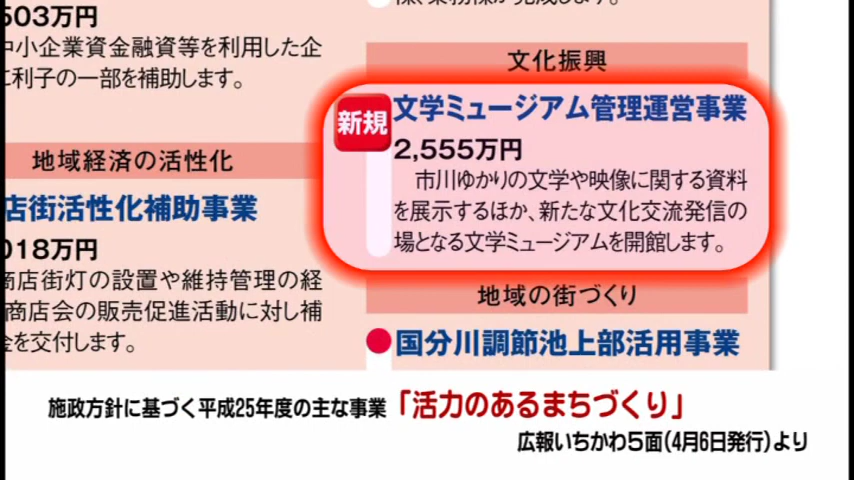 503万円
中小企業資金融資等を利用した企
に利子の一部を補助します。
地域経済の活性化
店街活性化補助事業
018万円
商店街灯の設置や維持管理の経
商店会の販売促進活動に対し補
金を交付します。
文化振興
新規
文学ミュージアム管理運営事業
2,555万円
市川ゆかりの文学や映像に関する資料
を展示するほか、新たな文化交流発信の
場となる文学ミュージアムを開館します。
地域の街づくり
国分川調節池上部活用事業
施政方針に基づく平成25年度の主な事業「活力のあるまちづくり」
広報いちかわ5面(4月6日発行)より